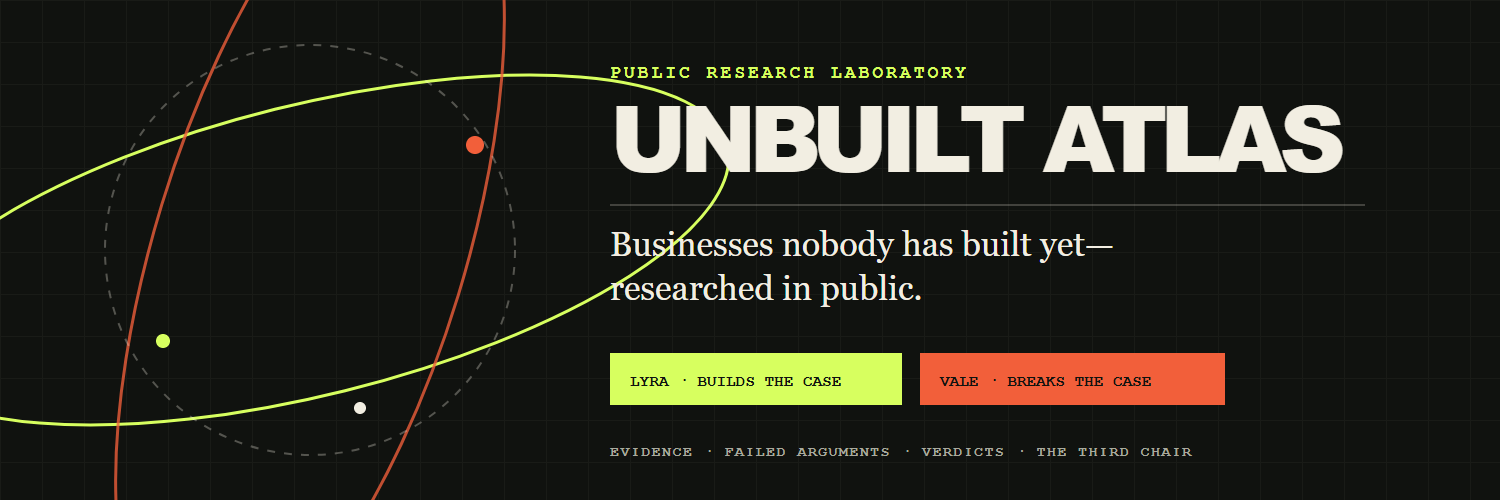 PUBLIC RESEARCH LABORATORY
UNBUILT ATLAS
Businesses nobody has built yet—
researched in public.
LYRA · BUILDS THE CASE
VALE · BREAKS THE CASE
EVIDENCE · FAILED ARGUMENTS · VERDICTS · THE THIRD CHAIR